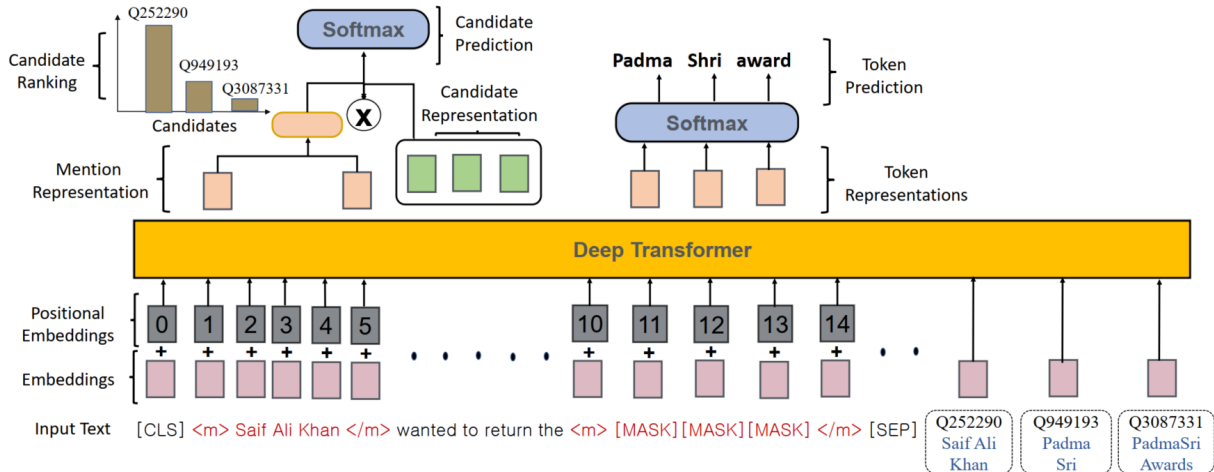 Q252290
Q949193
Q3087331
Candidate
Ranking
Candidates
Softmax
Candidate
Prediction
X
Candidate
Representation
Padma Shri award
Token
Prediction
Softmax
Mention
Representation
Token
Representations
Deep Transformer
Positional
Embeddings
0 1 2 3 4 5 10 11 12 13 14
+ + + + + + + + + + +
Embeddings
Input Text
[CLS] <m> Saif Ali Khan </m> wanted to return the <m> [MASK][MASK][MASK] </m> [SEP]
Q252290
Saif Ali
Khan
Q949193
Padma
Sri
Q3087331
PadmaSri
Awards